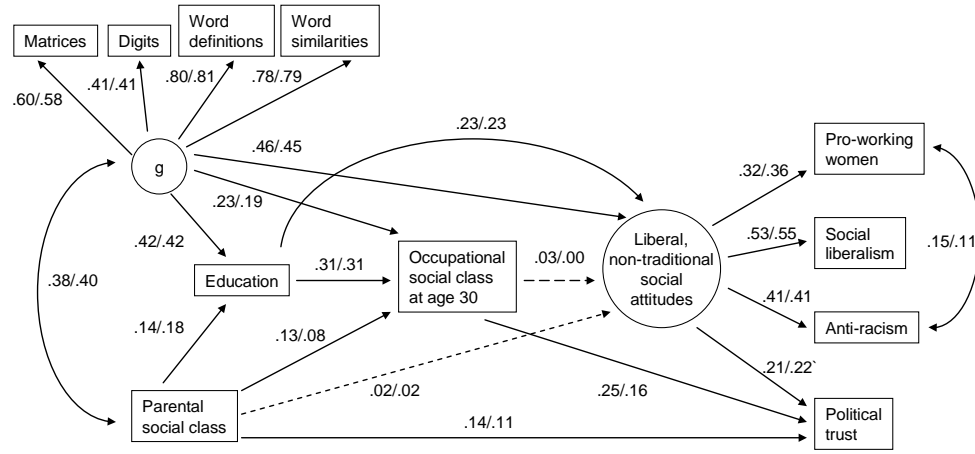 Matrices
Digits
Word
definitions
Word
similarities
.60/.58
.41/.41
.80/.81
.78/.79
g
.23/.23
.46/.45
.23/.19
.42/.42
.38/.40
Education
.31/.31
.14/.18
.13/.08
Occupational
social class
at age 30
.03/.00
Liberal,
non-traditional
social
attitudes
.32/.36
Pro-working
women
.53/.55
Social
liberalism
.15/.11
.41/.41
Anti-racism
.21/.22`
.02/.02
.25/.16
Parental
social class
.14/.11
Political
trust